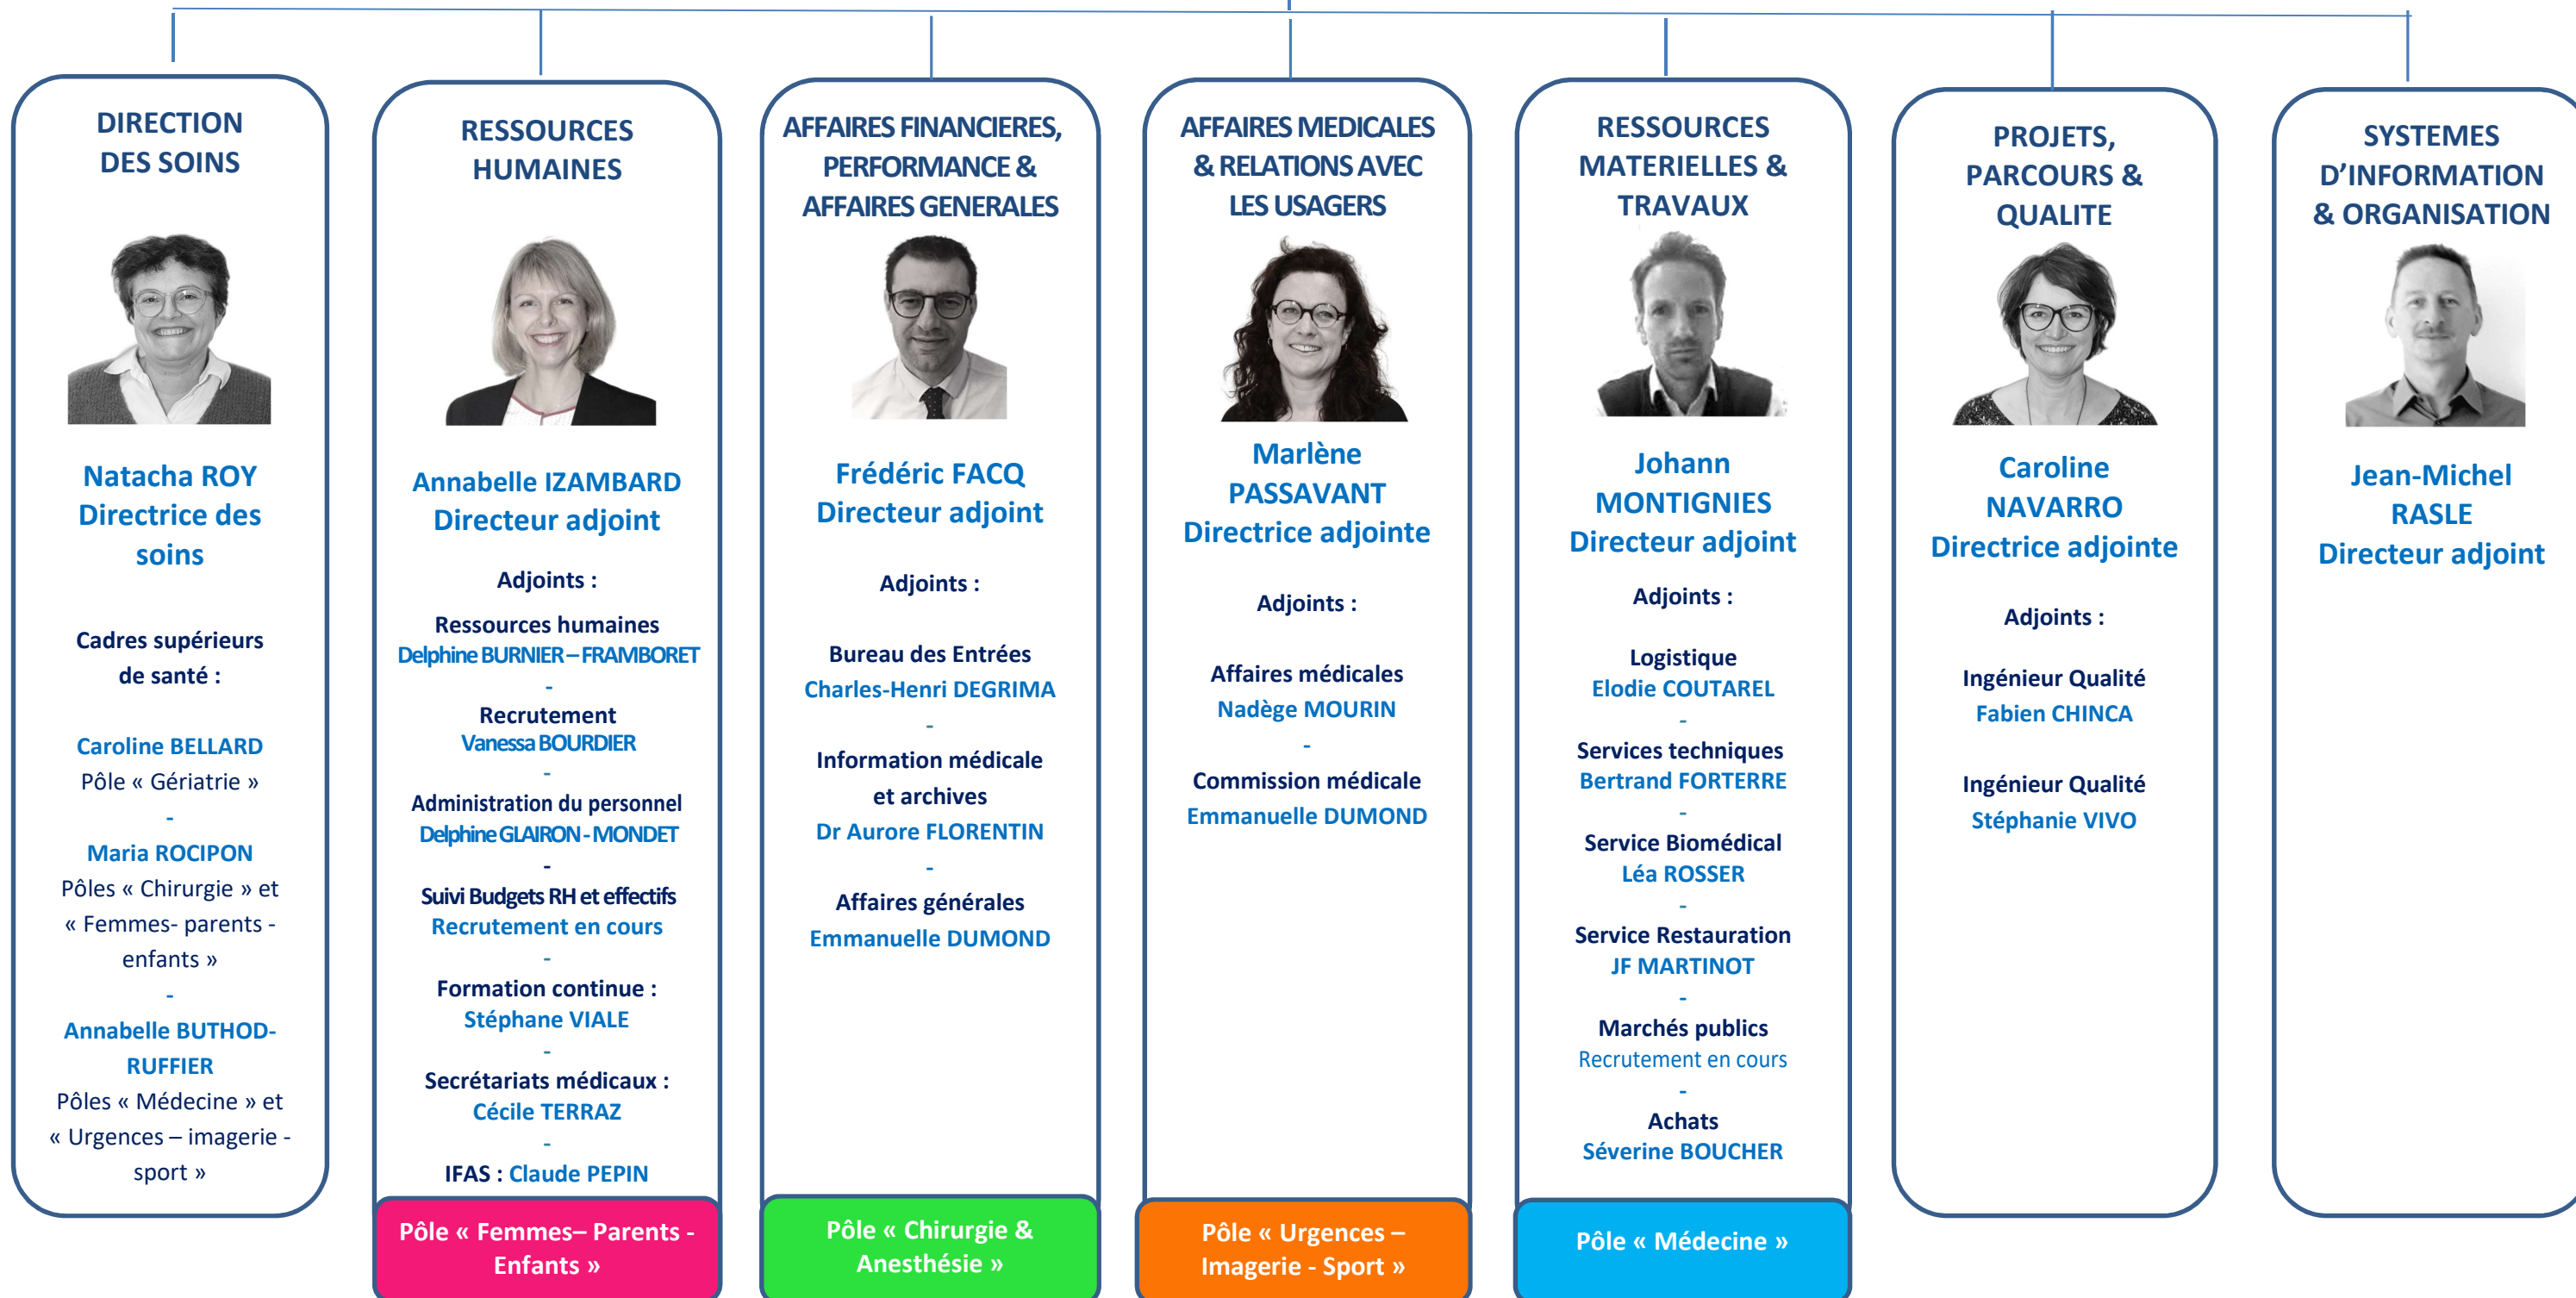 DIRECTION
DES SOINS
Natacha ROY
Directrice des
soins
Cadres supérieurs
de santé :
Caroline BELLARD
Pôle « Gériatrie »
-
Maria ROCIPON
Pôles « Chirurgie » et
« Femmes- parents -
enfants »
-
Annabelle BUTHOD-
RUFFIER
Pôles « Médecine » et
« Urgences – imagerie -
sport »
RESSOURCES
HUMAINES
Annabelle IZAMBARD
Directeur adjoint
Adjoints :
Ressources humaines
Delphine BURNIER – FRAMBORET
-
Recrutement
Vanessa BOURDIER
-
Administration du personnel
Delphine GLAIRON - MONDET
-
Suivi Budgets RH et effectifs
Recrutement en cours
-
Formation continue :
Stéphane VIALE
-
Secrétariats médicaux :
Cécile TERRAZ
-
IFAS : Claude PEPIN
Pôle « Femmes– Parents -
Enfants »
AFFAIRES FINANCIERES,
PERFORMANCE &
AFFAIRES GENERALES
Frédéric FACQ
Directeur adjoint
Adjoints :
Bureau des Entrées
Charles-Henri DEGRIMA
-
Information médicale
et archives
Dr Aurore FLORENTIN
-
Affaires générales
Emmanuelle DUMOND
Pôle « Chirurgie &
Anesthésie »
AFFAIRES MEDICALES
& RELATIONS AVEC
LES USAGERS
Marlène
PASSAVANT
Directrice adjointe
Adjoints :
Affaires médicales
Nadège MOURIN
-
Commission médicale
Emmanuelle DUMOND
Pôle « Urgences –
Imagerie - Sport »
RESSOURCES
MATERIELLES &
TRAVAUX
Johann
MONTIGNIES
Directeur adjoint
Adjoints :
Logistique
Elodie COUTAREL
-
Services techniques
Bertrand FORTERRE
-
Service Biomédical
Léa ROSSER
-
Service Restauration
JF MARTINOT
-
Marchés publics
Recrutement en cours
-
Achats
Séverine BOUCHER
Pôle « Médecine »
PROJETS,
PARCOURS &
QUALITE
Caroline
NAVARRO
Directrice adjointe
Adjoints :
Ingénieur Qualité
Fabien CHINCA
Ingénieur Qualité
Stéphanie VIVO
SYSTEMES
D’INFORMATION
& ORGANISATION
Jean-Michel
RASLE
Directeur adjoint